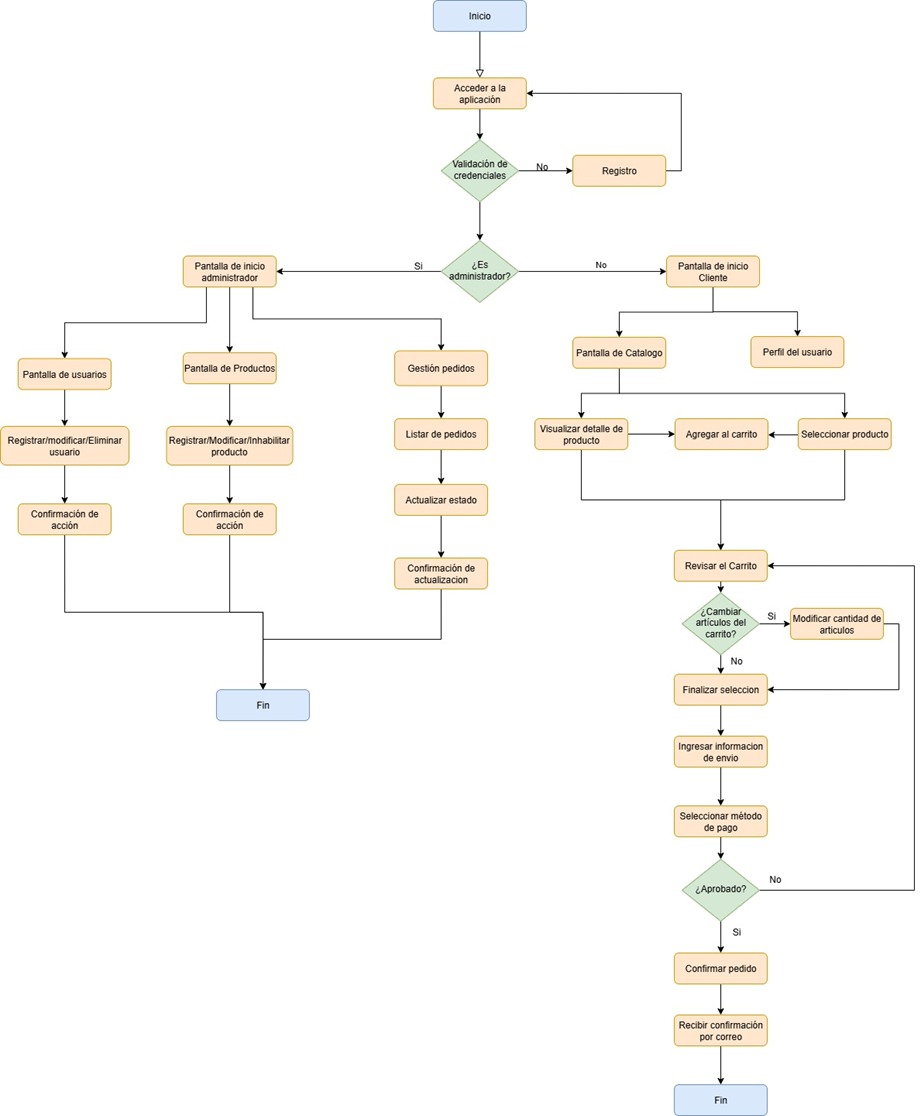 Inicio
Acceder a la
aplicación
Validación de
credenciales
No
Registro
¿Es
administrador?
Si
No
Pantalla de inicio
administrador
Pantalla de inicio
Cliente
Pantalla de usuarios
Pantalla de Productos
Gestión pedidos
Pantalla de Catalogo
Perfil del usuario
Registrar/modificar/Eliminar
usuario
Registrar/Modificar/Inhabilitar
producto
Listar de pedidos
Visualizar detalle de
producto
Agregar al carrito
Seleccionar producto
Confirmación de
acción
Confirmación de
acción
Actualizar estado
Confirmación de
actualizacion
Fin
Revisar el Carrito
¿Cambiar
artículos del
carrito?
Si
Modificar cantidad de
articulos
No
Finalizar seleccion
Ingresar informacion
de envio
Seleccionar método
de pago
¿Aprobado?
No
Si
Confirmar pedido
Recibir confirmación
por correo
Fin